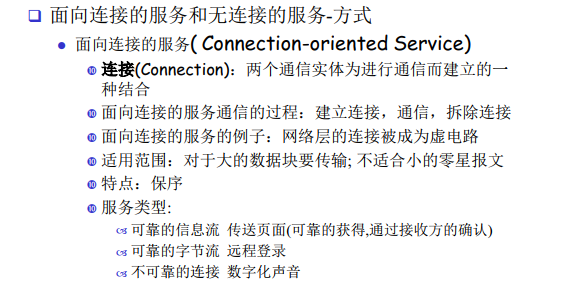 面向连接的服务和无连接的服务-方式
面向连接的服务( Connection-oriented Service)
连接(Connection)：两个通信实体为进行通信而建立的一
种结合
面向连接的服务通信的过程：建立连接，通信，拆除连接
面向连接的服务的例子：网络层的连接被成为虚电路
适用范围：对于大的数据块要传输; 不适合小的零星报文
特点：保序
服务类型:
可靠的信息流 传送页面(可靠的获得,通过接收方的确认)
可靠的字节流 远程登录
不可靠的连接 数字化声音